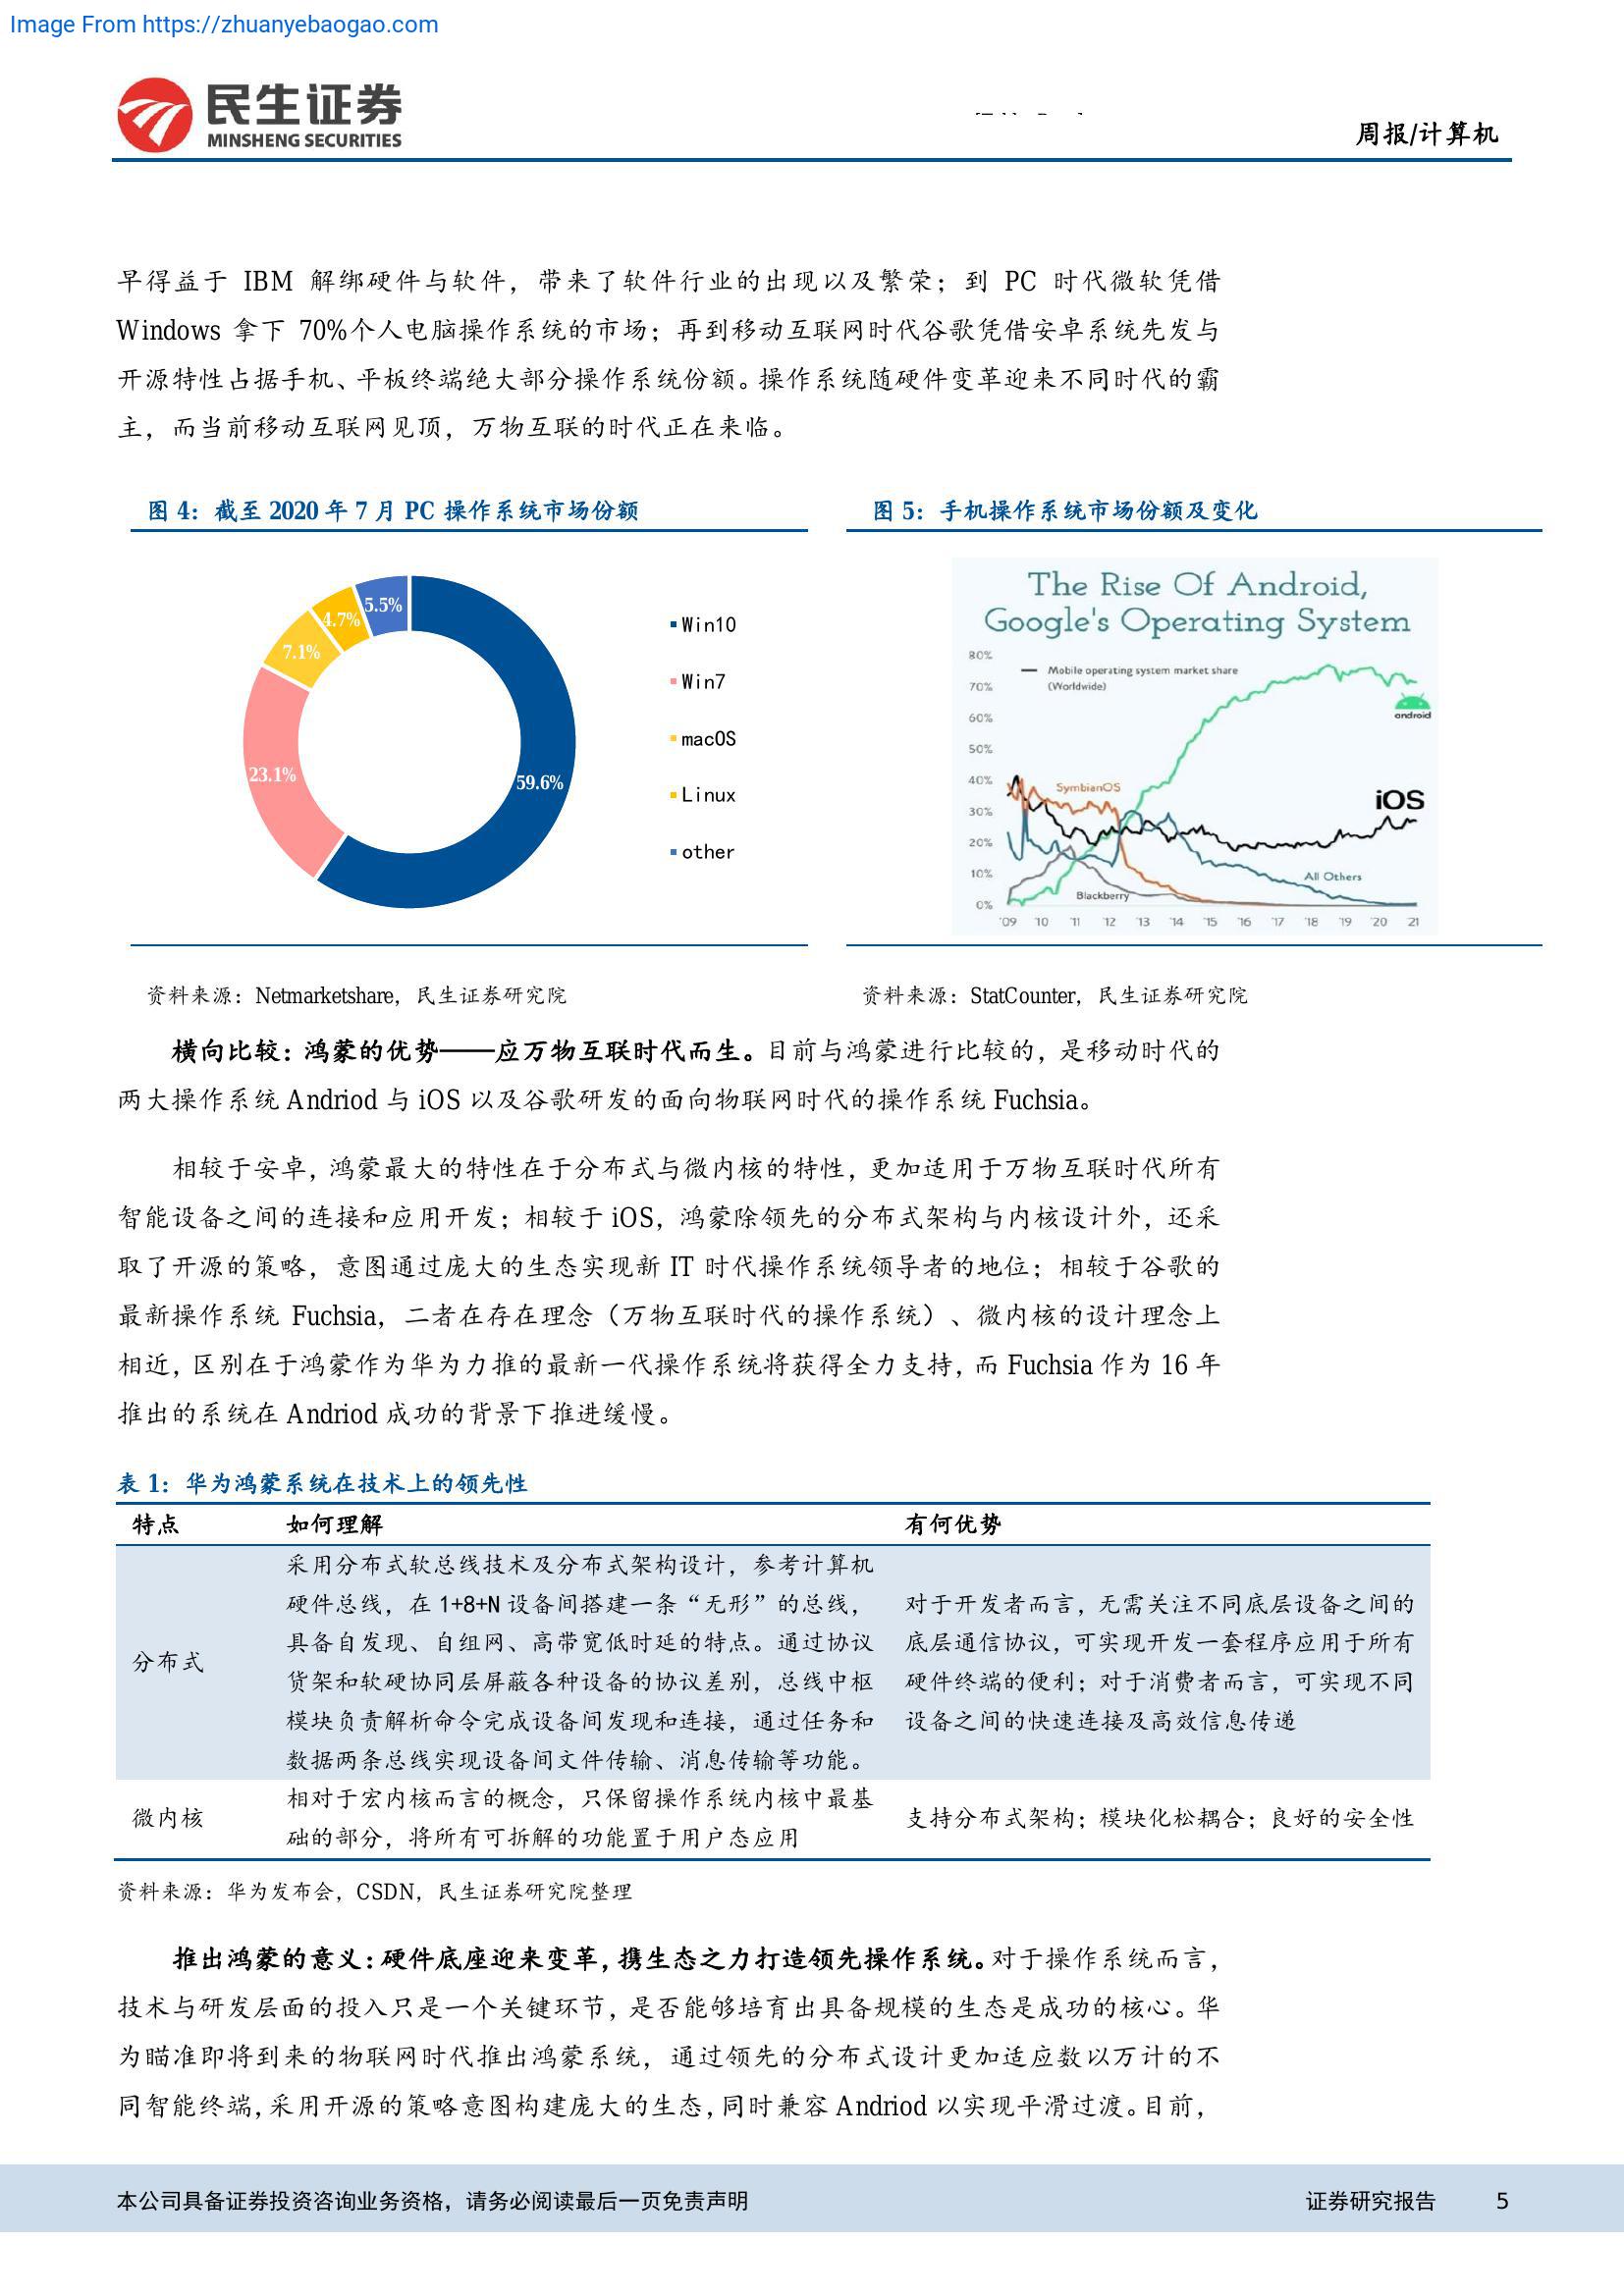 Image From https://zhuanyebaogao.com
民生证券
MINSHENG SECURITIES
周报/计算机
早得益于 IBM 解绑硬件与软件，带来了软件行业的出现以及繁荣；到 PC 时代微软凭借
Windows 拿下 70%个人电脑操作系统的市场；再到移动互联网时代谷歌凭借安卓系统先发与
开源特性占据手机、平板终端绝大部分操作系统份额。操作系统随硬件变革迎来不同时代的霸
主，而当前移动互联网见顶，万物互联的时代正在来临。
图 4：截至 2020 年 7 月 PC 操作系统市场份额
5.5%
4.7%
7.1%
23.1%
59.6%
Win10
Win7
macOS
Linux
other
资料来源：Netmarketshare，民生证券研究院
图 5：手机操作系统市场份额及变化
The Rise Of Android,
Google's Operating System
Mobile operating system market share
(Worldwide)
80%
70%
60%
50%
40%
30%
20%
10%
0%
android
SymbianOS
iOS
All Others
Blackberry
'09 '10 '11 '12 '13 '14 '15 '16 '17 '18 '19 '20 '21
资料来源：StatCounter，民生证券研究院
横向比较：鸿蒙的优势——应万物互联时代而生。目前与鸿蒙进行比较的，是移动时代的
两大操作系统 Andriod 与 iOS 以及谷歌研发的面向物联网时代的操作系统 Fuchsia。
相较于安卓，鸿蒙最大的特性在于分布式与微内核的特性，更加适用于万物互联时代所有
智能设备之间的连接和应用开发；相较于 iOS，鸿蒙除领先的分布式架构与内核设计外，还采
取了开源的策略，意图通过庞大的生态实现新 IT 时代操作系统领导者的地位；相较于谷歌的
最新操作系统 Fuchsia，二者在存在理念（万物互联时代的操作系统）、微内核的设计理念上
相近，区别在于鸿蒙作为华为力推的最新一代操作系统将获得全力支持，而 Fuchsia 作为 16 年
推出的系统在 Andriod 成功的背景下推进缓慢。
表 1：华为鸿蒙系统在技术上的领先性
特点 如何理解 有何优势
分布式
采用分布式软总线技术及分布式架构设计，参考计算机
硬件总线，在 1+8+N 设备间搭建一条“无形”的总线，
具备自发现、自组网、高带宽低时延的特点。通过协议
货架和软硬协同层屏蔽各种设备的协议差别，总线中枢
模块负责解析命令完成设备间发现和连接，通过任务和
数据两条总线实现设备间文件传输、消息传输等功能。
对于开发者而言，无需关注不同底层设备之间的
底层通信协议，可实现开发一套程序应用于所有
硬件终端的便利；对于消费者而言，可实现不同
设备之间的快速连接及高效信息传递
微内核
相对于宏内核而言的概念，只保留操作系统内核中最基
础的部分，将所有可拆解的功能置于用户态应用
支持分布式架构；模块化松耦合；良好的安全性
资料来源：华为发布会，CSDN，民生证券研究院整理
推出鸿蒙的意义：硬件底座迎来变革，携生态之力打造领先操作系统。对于操作系统而言，
技术与研发层面的投入只是一个关键环节，是否能够培育出具备规模的生态是成功的核心。华
为瞄准即将到来的物联网时代推出鸿蒙系统，通过领先的分布式设计更加适应数以万计的不
同智能终端，采用开源的策略意图构建庞大的生态，同时兼容 Andriod 以实现平滑过渡。目前，
本公司具备证券投资咨询业务资格，请务必阅读最后一页免责声明
证券研究报告 5